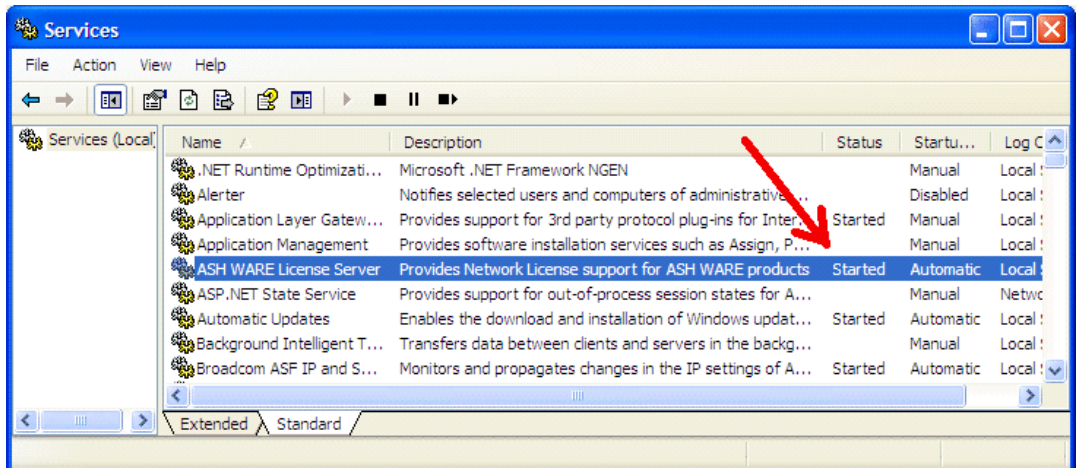 Services
File Action View Help
Services (Local)
Name Description Status Startu... Log O
.NET Runtime Optimizati... Microsoft .NET Framework NGEN Manual Local
Alerter Notifies selected users and computers of administrative... Disabled Local
Application Layer Gatew... Provides support for 3rd party protocol plug-ins for Inter... Started Manual Local
Application Management Provides software installation services such as Assign, P... Manual Local
ASH WARE License Server Provides Network License support for ASH WARE products Started Automatic Local
ASP.NET State Service Provides support for out-of-process session states for A... Manual Netwo
Automatic Updates Enables the download and installation of Windows updat... Started Automatic Local
Background Intelligent T... Transfers data between clients and servers in the backg... Manual Local
Broadcom ASF IP and S... Monitors and propagates changes in the IP settings of A... Started Automatic Local
Extended Standard